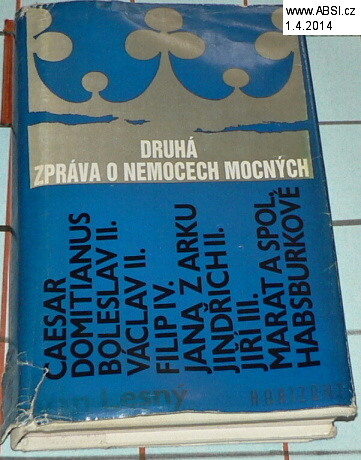 www.ABSI.cz
1.4.2014
DRUHÁ
ZPRÁVA O NEMOCECH MOCNÝCH
CAESAR
DOMITIANUS
BOLESLAV II.
VÁCLAV II.
FILIP IV.
JANA Z ARKU
JINDŘICH II.
JIŘÍ III.
MARAT A SPOL.
HABSBURKOVÉ
Lesný
HORIZONT